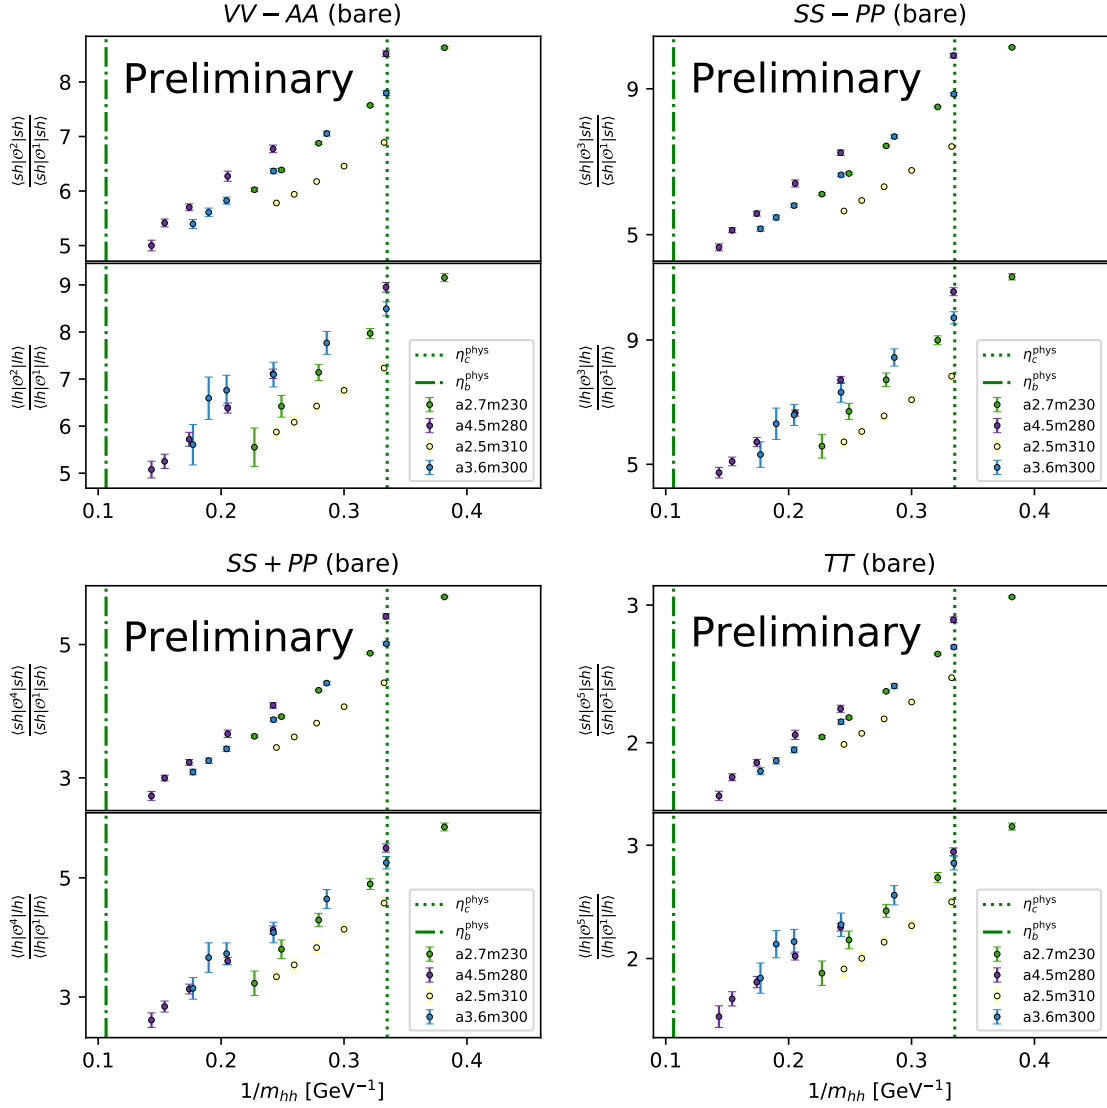 VV − AA (bare)
Preliminary
⟨sh|𝒪²|sh⟩
⟨sh|𝒪¹|sh⟩
8
7
6
5
⟨lh|𝒪²|lh⟩
⟨lh|𝒪¹|lh⟩
9
8
7
6
5
η_c^phys
η_b^phys
a2.7m230
a4.5m280
a2.5m310
a3.6m300
0.1 0.2 0.3 0.4
SS − PP (bare)
Preliminary
⟨sh|𝒪³|sh⟩
⟨sh|𝒪¹|sh⟩
9
5
⟨lh|𝒪³|lh⟩
⟨lh|𝒪¹|lh⟩
9
5
η_c^phys
η_b^phys
a2.7m230
a4.5m280
a2.5m310
a3.6m300
0.1 0.2 0.3 0.4
SS + PP (bare)
Preliminary
⟨sh|𝒪⁴|sh⟩
⟨sh|𝒪¹|sh⟩
5
3
⟨lh|𝒪⁴|lh⟩
⟨lh|𝒪¹|lh⟩
5
3
η_c^phys
η_b^phys
a2.7m230
a4.5m280
a2.5m310
a3.6m300
0.1 0.2 0.3 0.4
1/m_hh [GeV⁻¹]
TT (bare)
Preliminary
⟨sh|𝒪⁵|sh⟩
⟨sh|𝒪¹|sh⟩
3
2
⟨lh|𝒪⁵|lh⟩
⟨lh|𝒪¹|lh⟩
3
2
η_c^phys
η_b^phys
a2.7m230
a4.5m280
a2.5m310
a3.6m300
0.1 0.2 0.3 0.4
1/m_hh [GeV⁻¹]